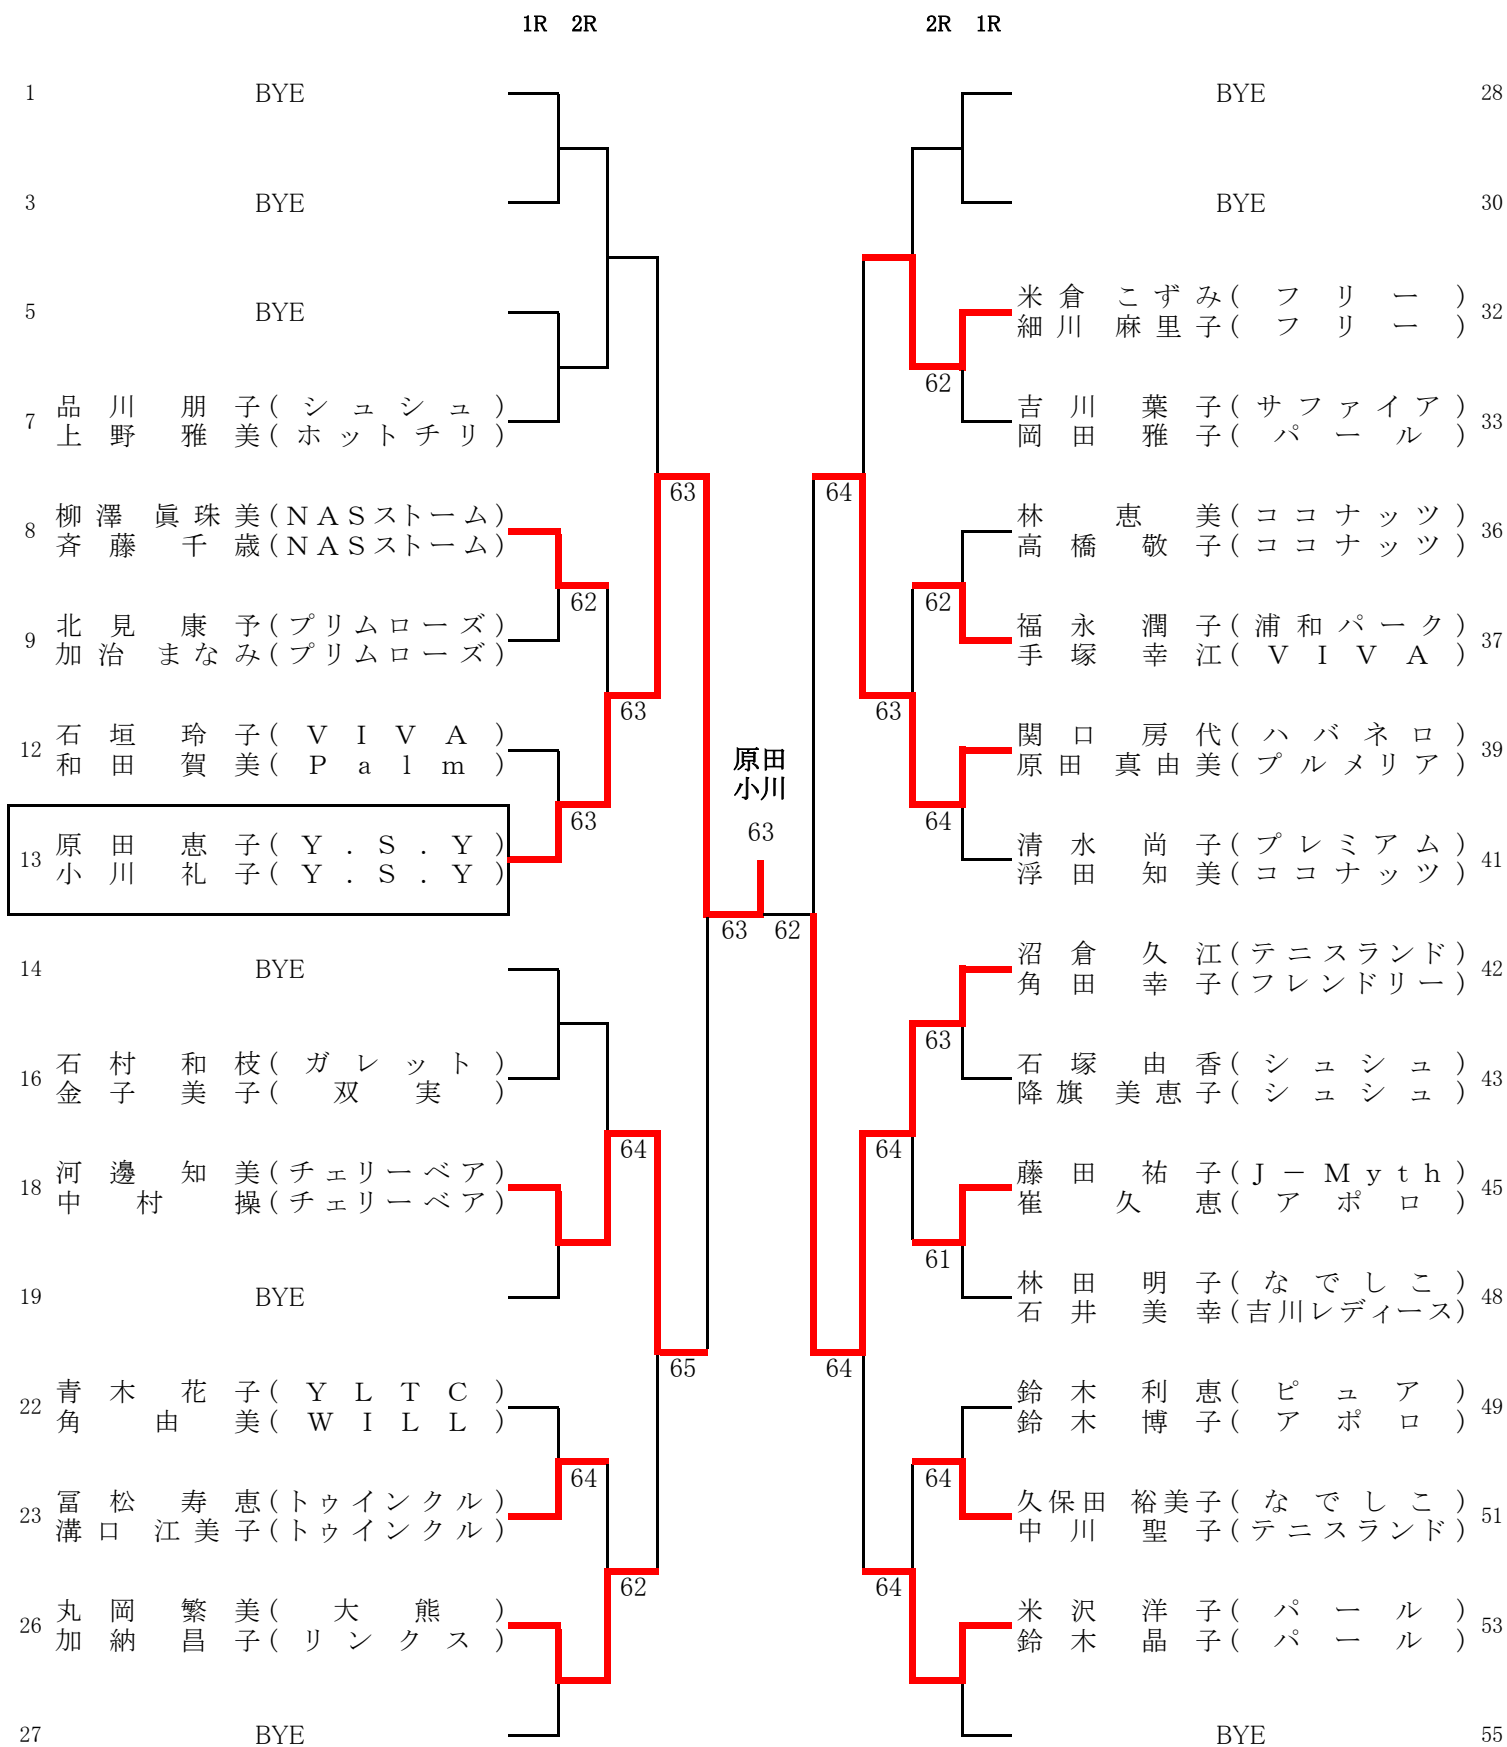 1R 2R
2R 1R
1 BYE
3 BYE
5 BYE
7 品川 朋子(シュシュ)
上野 雅美(ホットチリ)
8 柳澤 眞珠美(NASストーム)
斉藤 千歳(NASストーム)
9 北見 康予(プリムローズ)
加治 まなみ(プリムローズ)
12 石垣 玲子(VIVA)
和田 賀美(Palm)
13 原田 恵子(Y.S.Y)
小川 礼子(Y.S.Y)
14 BYE
16 石村 和枝(ガレット)
金子 美子(双実)
18 河邊 知美(チェリーベア)
中村 操(チェリーベア)
19 BYE
22 青木 花子(YLTC)
角 由美(WILL)
23 冨松 寿恵(トゥインクル)
溝口 江美子(トゥインクル)
26 丸岡 繁美(大熊)
加納 昌子(リンクス)
27 BYE
62
63
64
63
64
62
63
65
63
原田
小川
63
62
64
64
63
64
64
62
62
64
63
61
64
BYE 28
BYE 30
米倉 こずみ(フリー) 32
細川 麻里子(フリー)
吉川 葉子(サファイア) 33
岡田 雅子(パール)
林 恵美(ココナッツ) 36
高橋 敬子(ココナッツ)
福永 潤子(浦和パーク) 37
手塚 幸江(VIVA)
関口 房代(ハバネロ) 39
原田 真由美(プルメリア)
清水 尚子(プレミアム) 41
浮田 知美(ココナッツ)
沼倉 久江(テニスランド) 42
角田 幸子(フレンドリー)
石塚 由香(シュシュ) 43
降旗 美恵子(シュシュ)
藤田 祐子(J－Myth) 45
崔 久恵(アポロ)
林田 明子(なでしこ) 48
石井 美幸(吉川レディース)
鈴木 利恵(ピュア) 49
鈴木 博子(アポロ)
久保田 裕美子(なでしこ) 51
中川 聖子(テニスランド)
米沢 洋子(パール) 53
鈴木 晶子(パール)
BYE 55